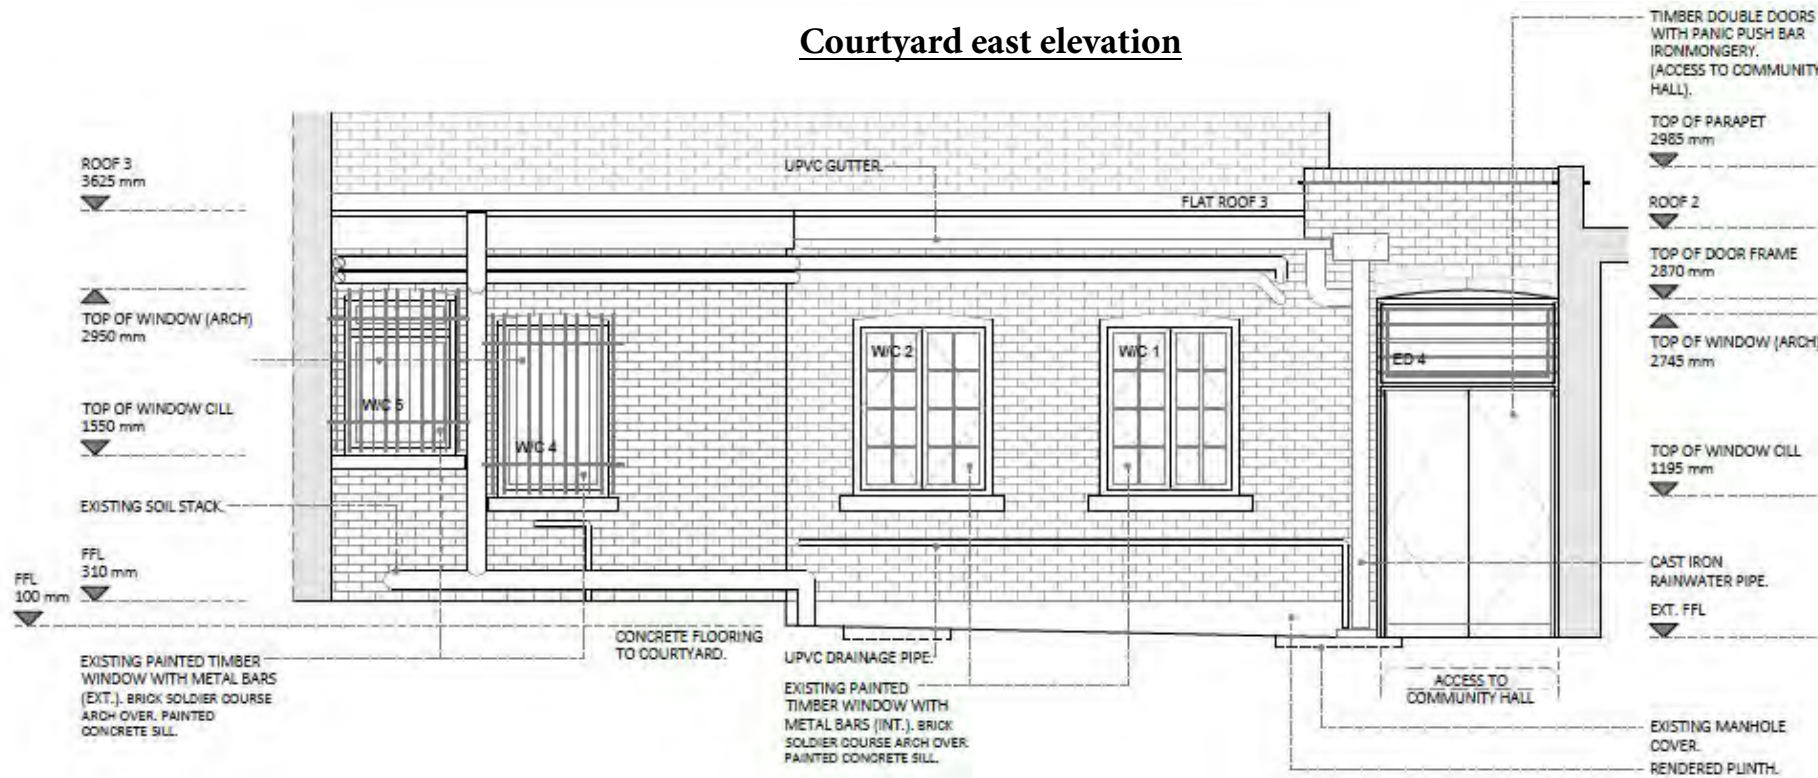 Courtyard east elevation
TIMBER DOUBLE DOORS
WITH PANIC PUSH BAR
IRONMONGERY.
(ACCESS TO COMMUNITY
HALL).
TOP OF PARAPET
2985 mm
ROOF 3
3625 mm
UPVC GUTTER.
FLAT ROOF 3
ROOF 2
TOP OF DOOR FRAME
2870 mm
TOP OF WINDOW (ARCH)
2950 mm
TOP OF WINDOW (ARCH)
2745 mm
W/C 2
W/C 1
ED 4
W/C 5
W/C 4
TOP OF WINDOW CILL
1550 mm
TOP OF WINDOW CILL
1195 mm
EXISTING SOIL STACK.
FFL
310 mm
FFL
100 mm
CAST IRON
RAINWATER PIPE.
EXT. FFL
CONCRETE FLOORING
TO COURTYARD.
UPVC DRAINAGE PIPE.
EXISTING PAINTED TIMBER
WINDOW WITH METAL BARS
(EXT.). BRICK SOLDIER COURSE
ARCH OVER. PAINTED
CONCRETE SILL.
EXISTING PAINTED
TIMBER WINDOW WITH
METAL BARS (INT.). BRICK
SOLDIER COURSE ARCH OVER.
PAINTED CONCRETE SILL.
ACCESS TO
COMMUNITY HALL
EXISTING MANHOLE
COVER.
RENDERED PLINTH.